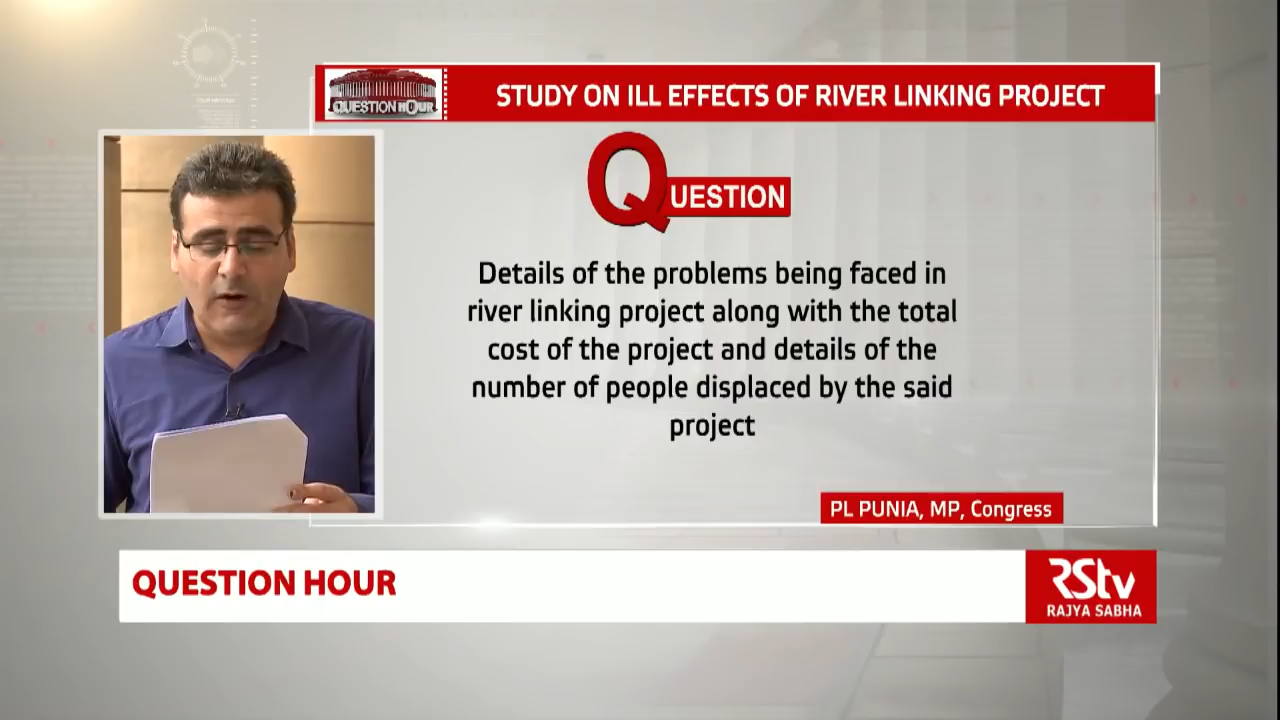 QUESTION HOUR
STUDY ON ILL EFFECTS OF RIVER LINKING PROJECT
QUESTION
Details of the problems being faced in
river linking project along with the total
cost of the project and details of the
number of people displaced by the said
project
PL PUNIA, MP, Congress
QUESTION HOUR
RStv
RAJYA SABHA